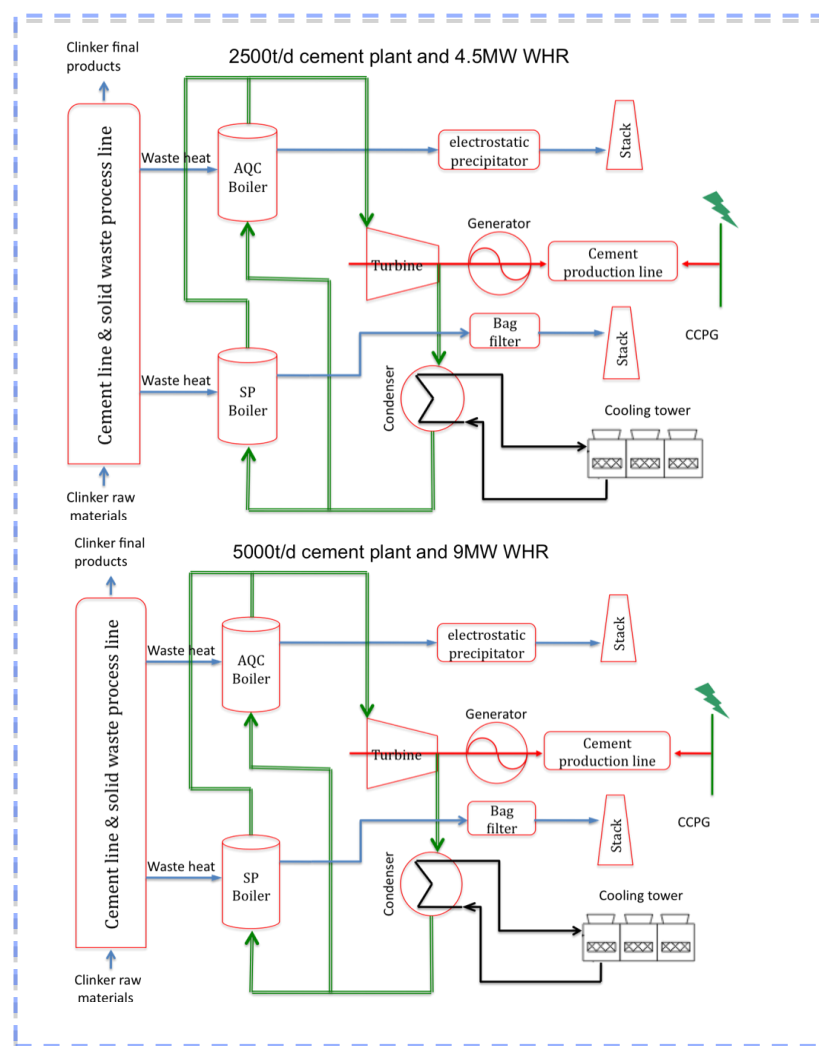 Clinker final
products
2500t/d cement plant and 4.5MW WHR
Cement line & solid waste process line
Waste heat
AQC
Boiler
electrostatic
precipitator
Stack
Generator
Turbine
Cement
production line
CCPG
Waste heat
SP
Boiler
Bag
filter
Stack
Condenser
Cooling tower
Clinker raw
materials
Clinker final
products
5000t/d cement plant and 9MW WHR
Cement line & solid waste process line
Waste heat
AQC
Boiler
electrostatic
precipitator
Stack
Generator
Turbine
Cement
production line
CCPG
Waste heat
SP
Boiler
Bag
filter
Stack
Condenser
Cooling tower
Clinker raw
materials